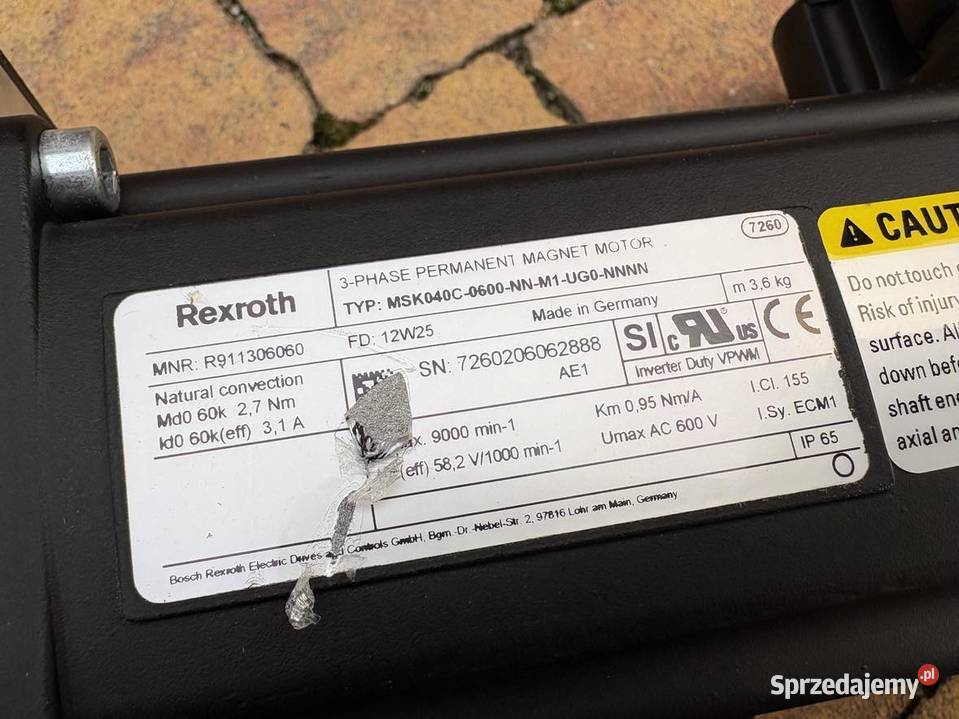 7260
3-PHASE PERMANENT MAGNET MOTOR
Rexroth
TYP: MSK040C-0600-NN-M1-UG0-NNNN
MNR: R911306060
FD: 12W25
Made in Germany
m 3,6 kg
Natural convection
Md0 60k 2,7 Nm
Id0 60k(eff) 3,1 A
SN: 7260206062888
AE1
SI
c RU® US
CE
Inverter Duty VPWM
9000 min-1
Km 0,95 Nm/A
I.Cl. 155
(eff) 58,2 V/1000 min-1
Umax AC 600 V
I.Sy. ECM1
IP 65
Bosch Rexroth Electric Drives and Controls GmbH, Bgm.-Dr.-Nebel-Str. 2, 97816 Lohr am Main, Germany
CAUT
Do not touch
Risk of injur
surface. Al
down bef
shaft en
axial an
Sprzedajemy.pl